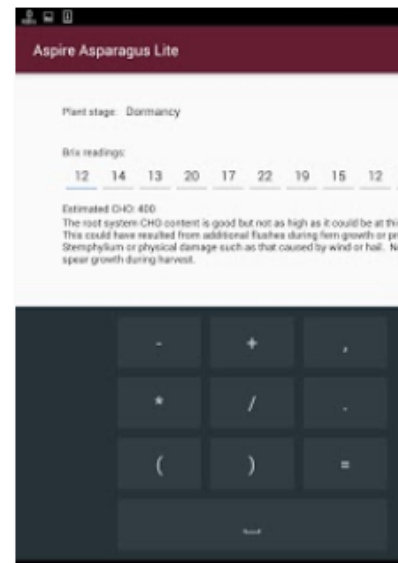 Aspire Asparagus Lite
Plant stage: Dormancy
Brix readings:
12 14 13 20 17 22 19 15 12
Estimated CHO: 400
The root system CHO content is good but not as high as it could be at
This could have resulted from additional flushes during fern growth or
Stemphylium or physical damage such as that caused by wind or hail.
spear growth during harvest.
- + ,
* / .
( ) =